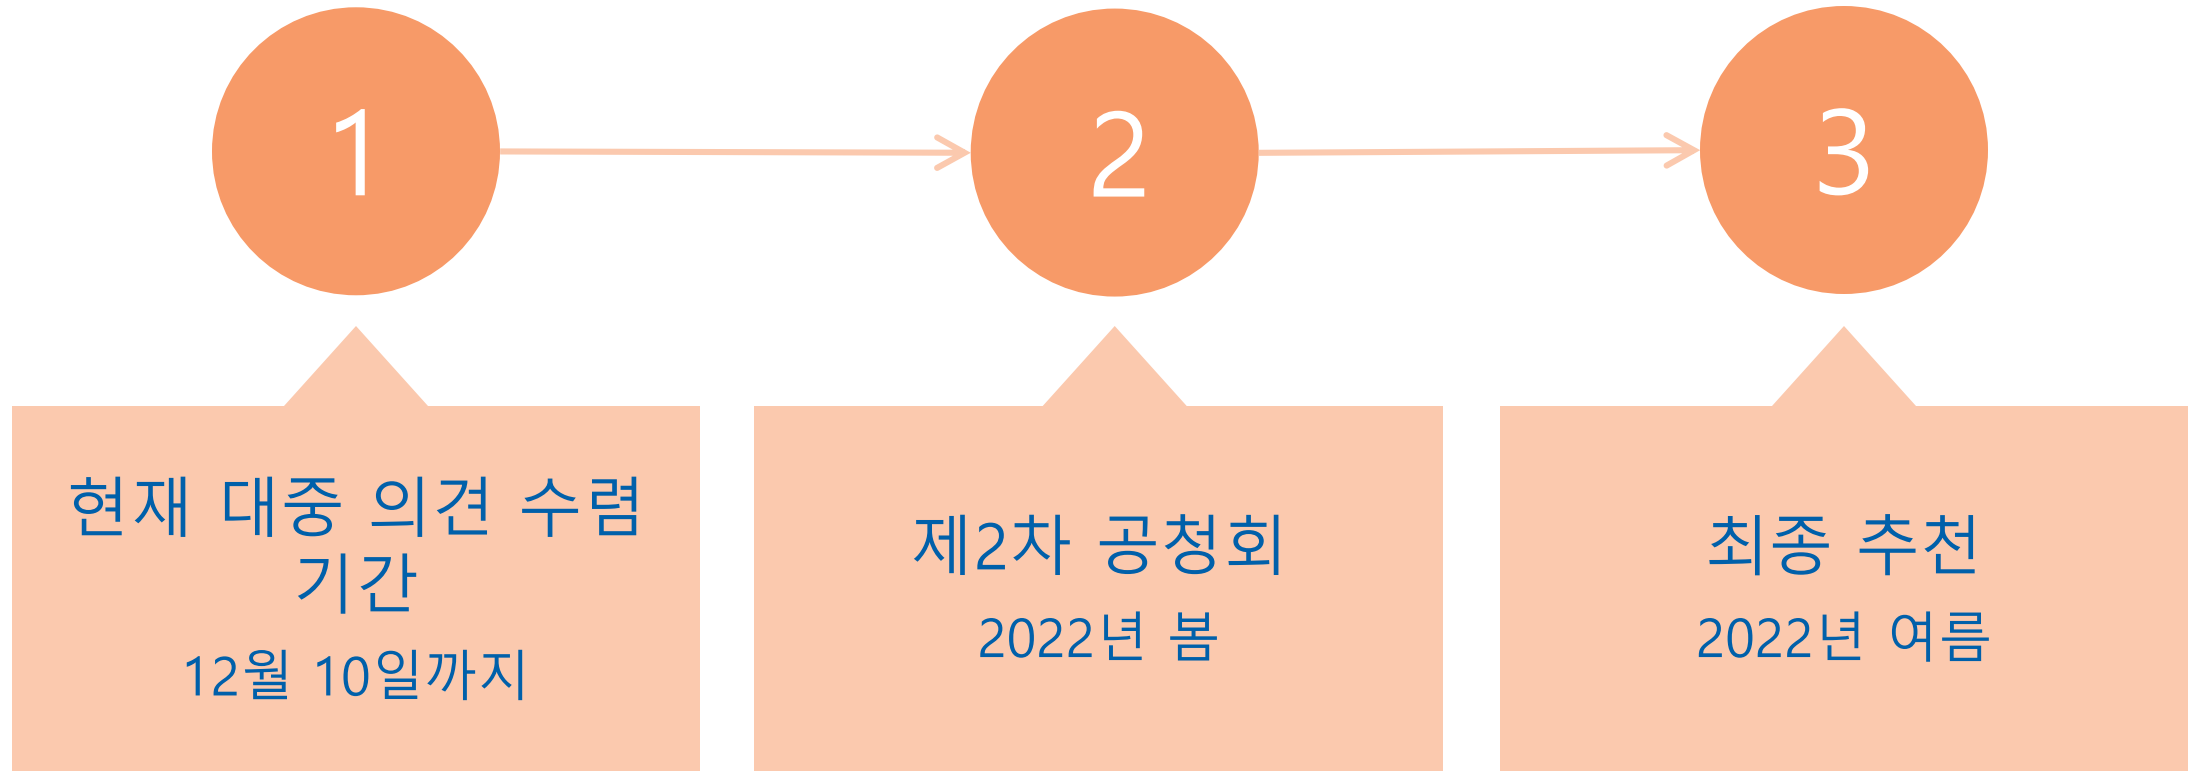 1
2
3
현재 대중 의견 수렴
기간
12월 10일까지
제2차 공청회
2022년 봄
최종 추천
2022년 여름